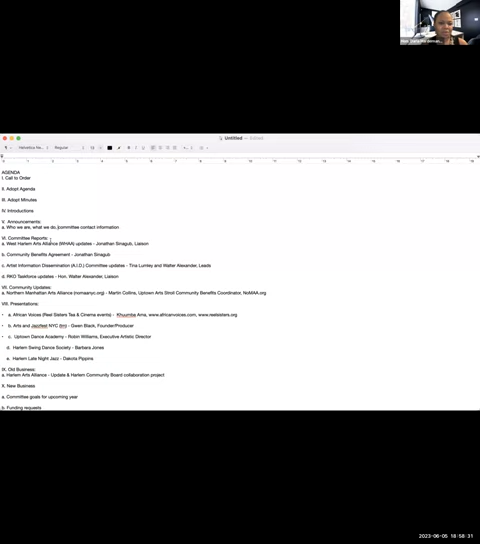 Untitled — Edited
Regular
AGENDA
I. Call to Order
II. Adopt Agenda
III. Adopt Minutes
IV Introductions
V. Announcements:
a. Who we are, what we do, committee contact information
VI. Committee Reports:
a. West Harlem Arts Alliance (WHAA) updates - Jonathan Sinagub, Liaison
b. Community Benefits Agreement - Jonathan Sinagub
c. Artist Information Dissemination (A.I.D.) Committee updates - Tina Lumrey and Walter Alexander, Leads
d. RKO Taskforce updates - Hon. Walter Alexander, Liaison
VII. Community Updates:
a. Northern Manhattan Arts Alliance (nomaanyc.org) - Martin Collins, Uptown Arts Stroll Community Benefits Coordinator, NoMAA.org
VIII. Presentations:
a. African Voices (Reel Sisters Tea & Cinema events) - Khuumba Ama, www.africanvoices.com, www.reelsisters.org
b. Arts and Jazzfest NYC - Gwen Black, Founder/Producer
c. Uptown Dance Academy - Robin Williams, Executive Artistic Director
d. Harlem Swing Dance Society - Barbara Jones
e. Harlem Late Night Jazz - Dakota Pippins
IX. Old Business:
a. Harlem Arts Alliance - Update & Harlem Community Board collaboration project
X. New Business
a. Committee goals for upcoming year
b. Funding requests
2023-06-05 18:58:31